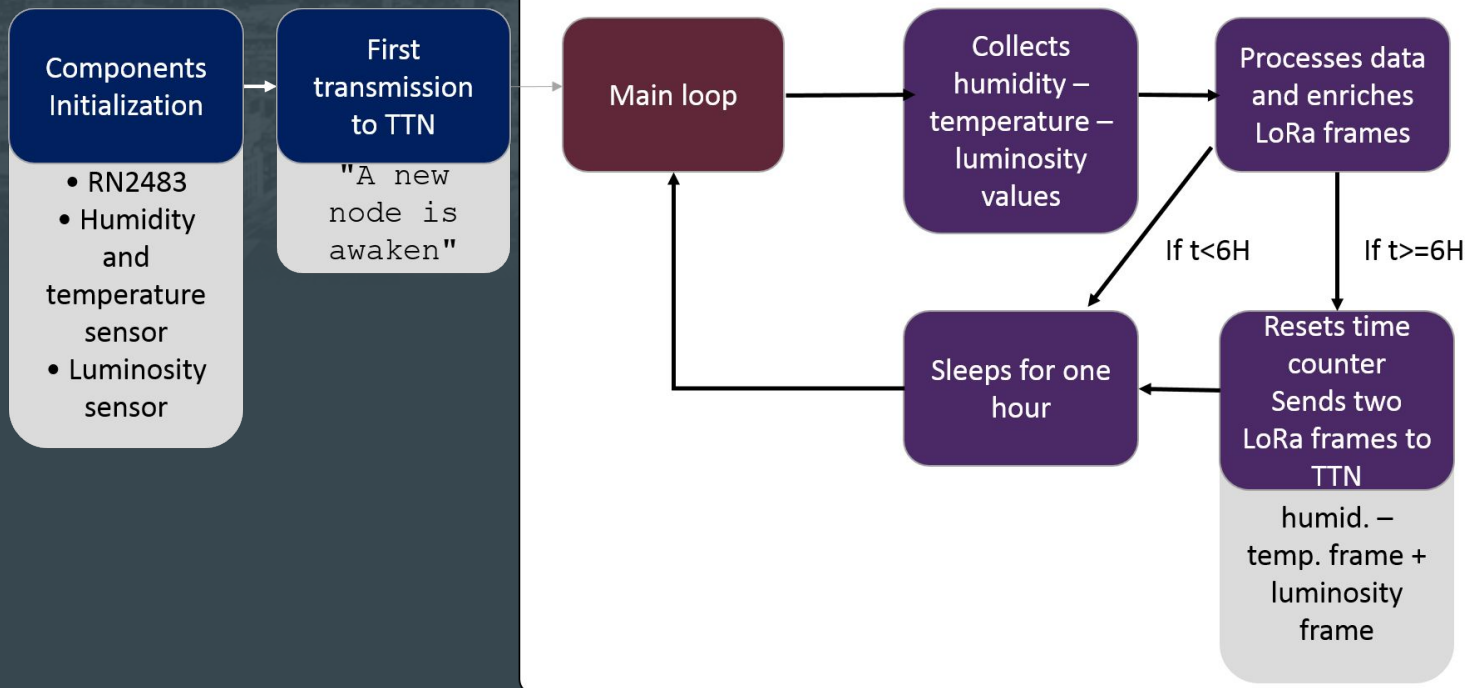 Components
Initialization
• RN2483
• Humidity
and
temperature
sensor
• Luminosity
sensor
First
transmission
to TTN
"A new
node is
awaken"
Main loop
Collects
humidity –
temperature –
luminosity
values
Processes data
and enriches
LoRa frames
If t<6H
If t>=6H
Resets time
counter
Sends two
LoRa frames to
TTN
humid. –
temp. frame +
luminosity
frame
Sleeps for one
hour